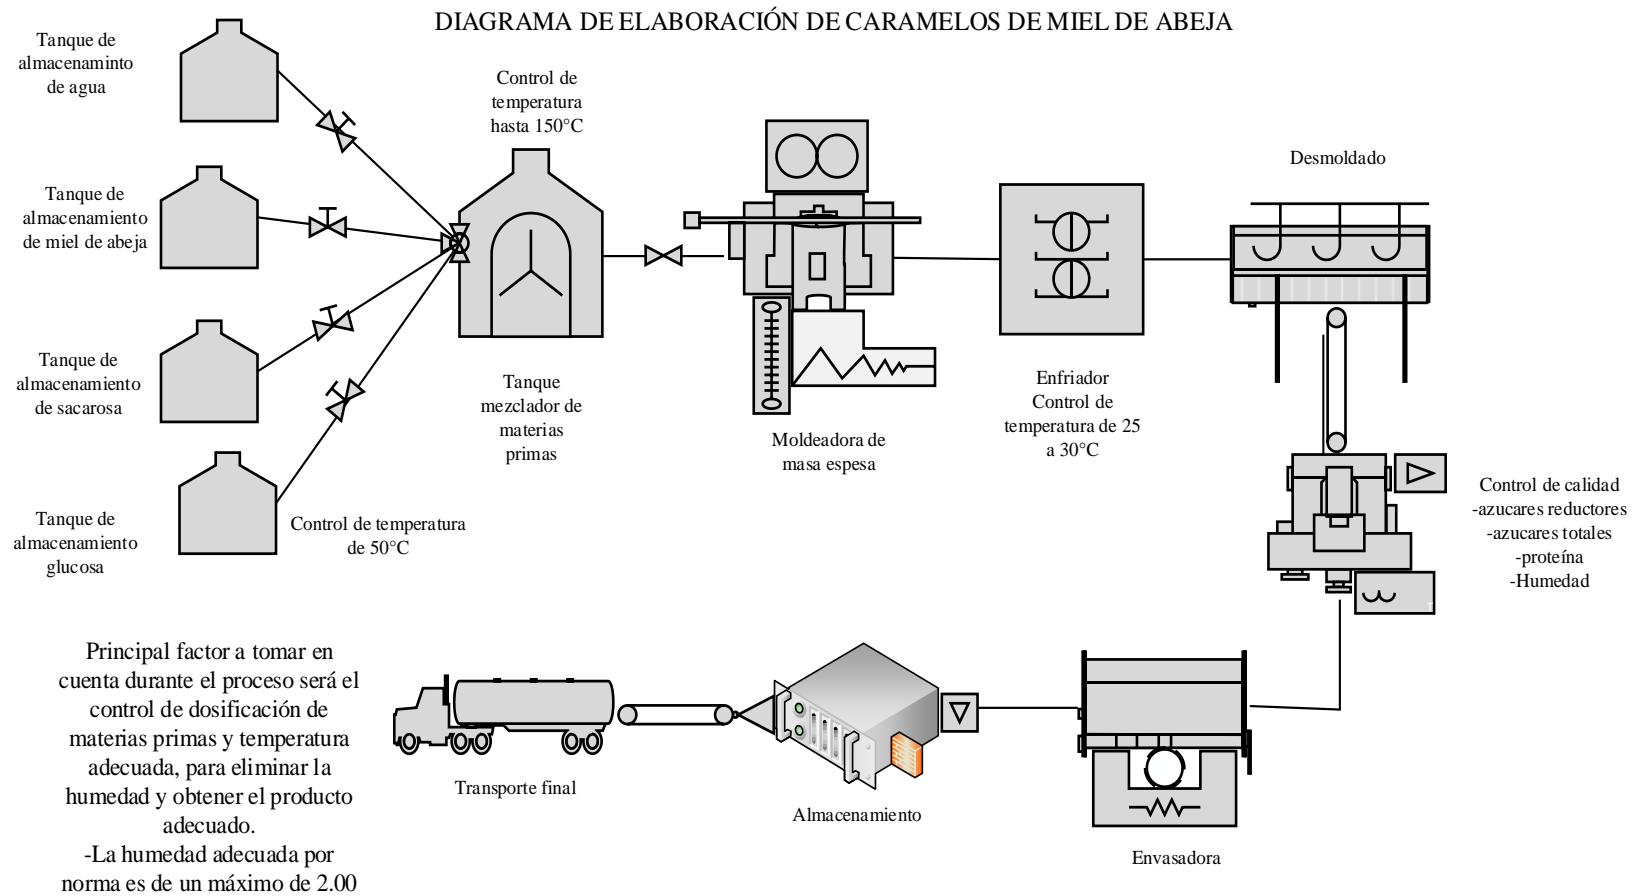 DIAGRAMA DE ELABORACIÓN DE CARAMELOS DE MIEL DE ABEJA
Tanque de
almacenaminto
de agua
Tanque de
almacenamiento
de miel de abeja
Tanque de
almacenamiento
de sacarosa
Tanque de
almacenamiento
glucosa
Control de temperatura
de 50°C
Control de
temperatura
hasta 150°C
Tanque
mezclador de
materias
primas
Moldeadora de
masa espesa
Enfriador
Control de
temperatura de 25
a 30°C
Desmoldado
Control de calidad
-azucares reductores
-azucares totales
-proteína
-Humedad
Envasadora
Almacenamiento
Transporte final
Principal factor a tomar en
cuenta durante el proceso será el
control de dosificación de
materias primas y temperatura
adecuada, para eliminar la
humedad y obtener el producto
adecuado.
-La humedad adecuada por
norma es de un máximo de 2.00